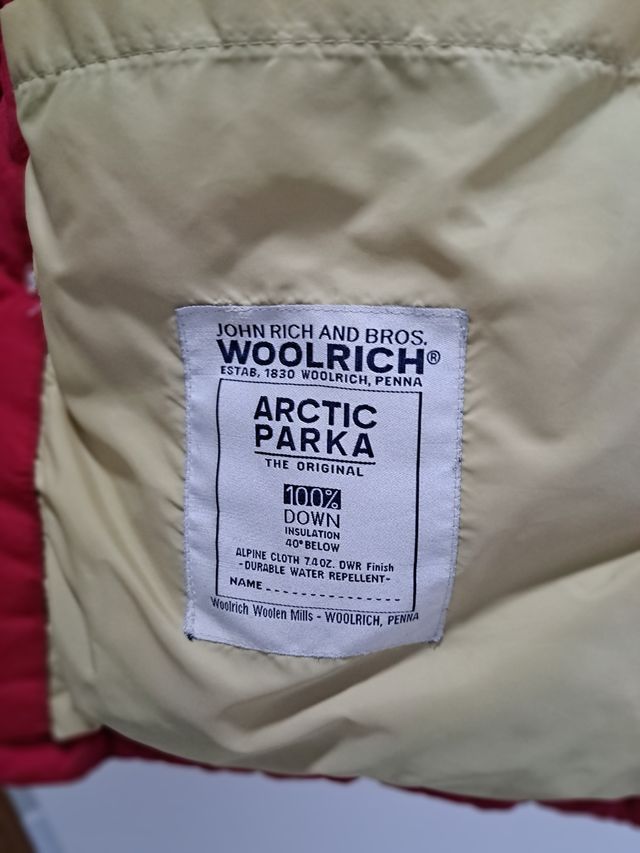 JOHN RICH AND BROS.
WOOLRICH®
ESTAB. 1830 WOOLRICH, PENNA
ARCTIC
PARKA
THE ORIGINAL
100%
DOWN
INSULATION
40° BELOW
ALPINE CLOTH 7.4 OZ. DWR Finish
-DURABLE WATER REPELLENT-
NAME
Woolrich Woolen Mills - WOOLRICH, PENNA